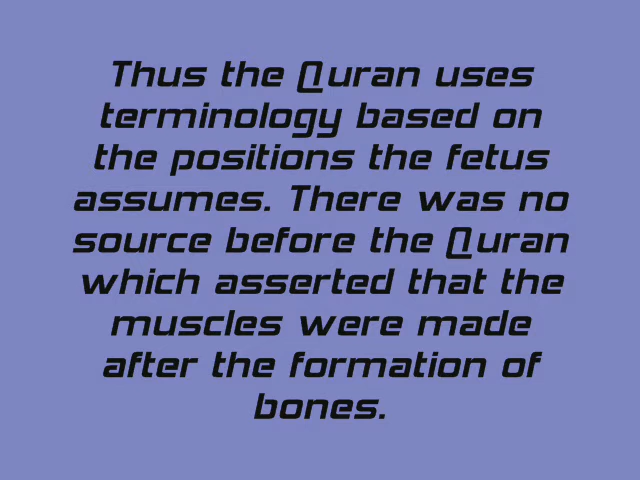 Thus the Quran uses
terminology based on
the positions the fetus
assumes. There was no
source before the Quran
which asserted that the
muscles were made
after the formation of
bones.